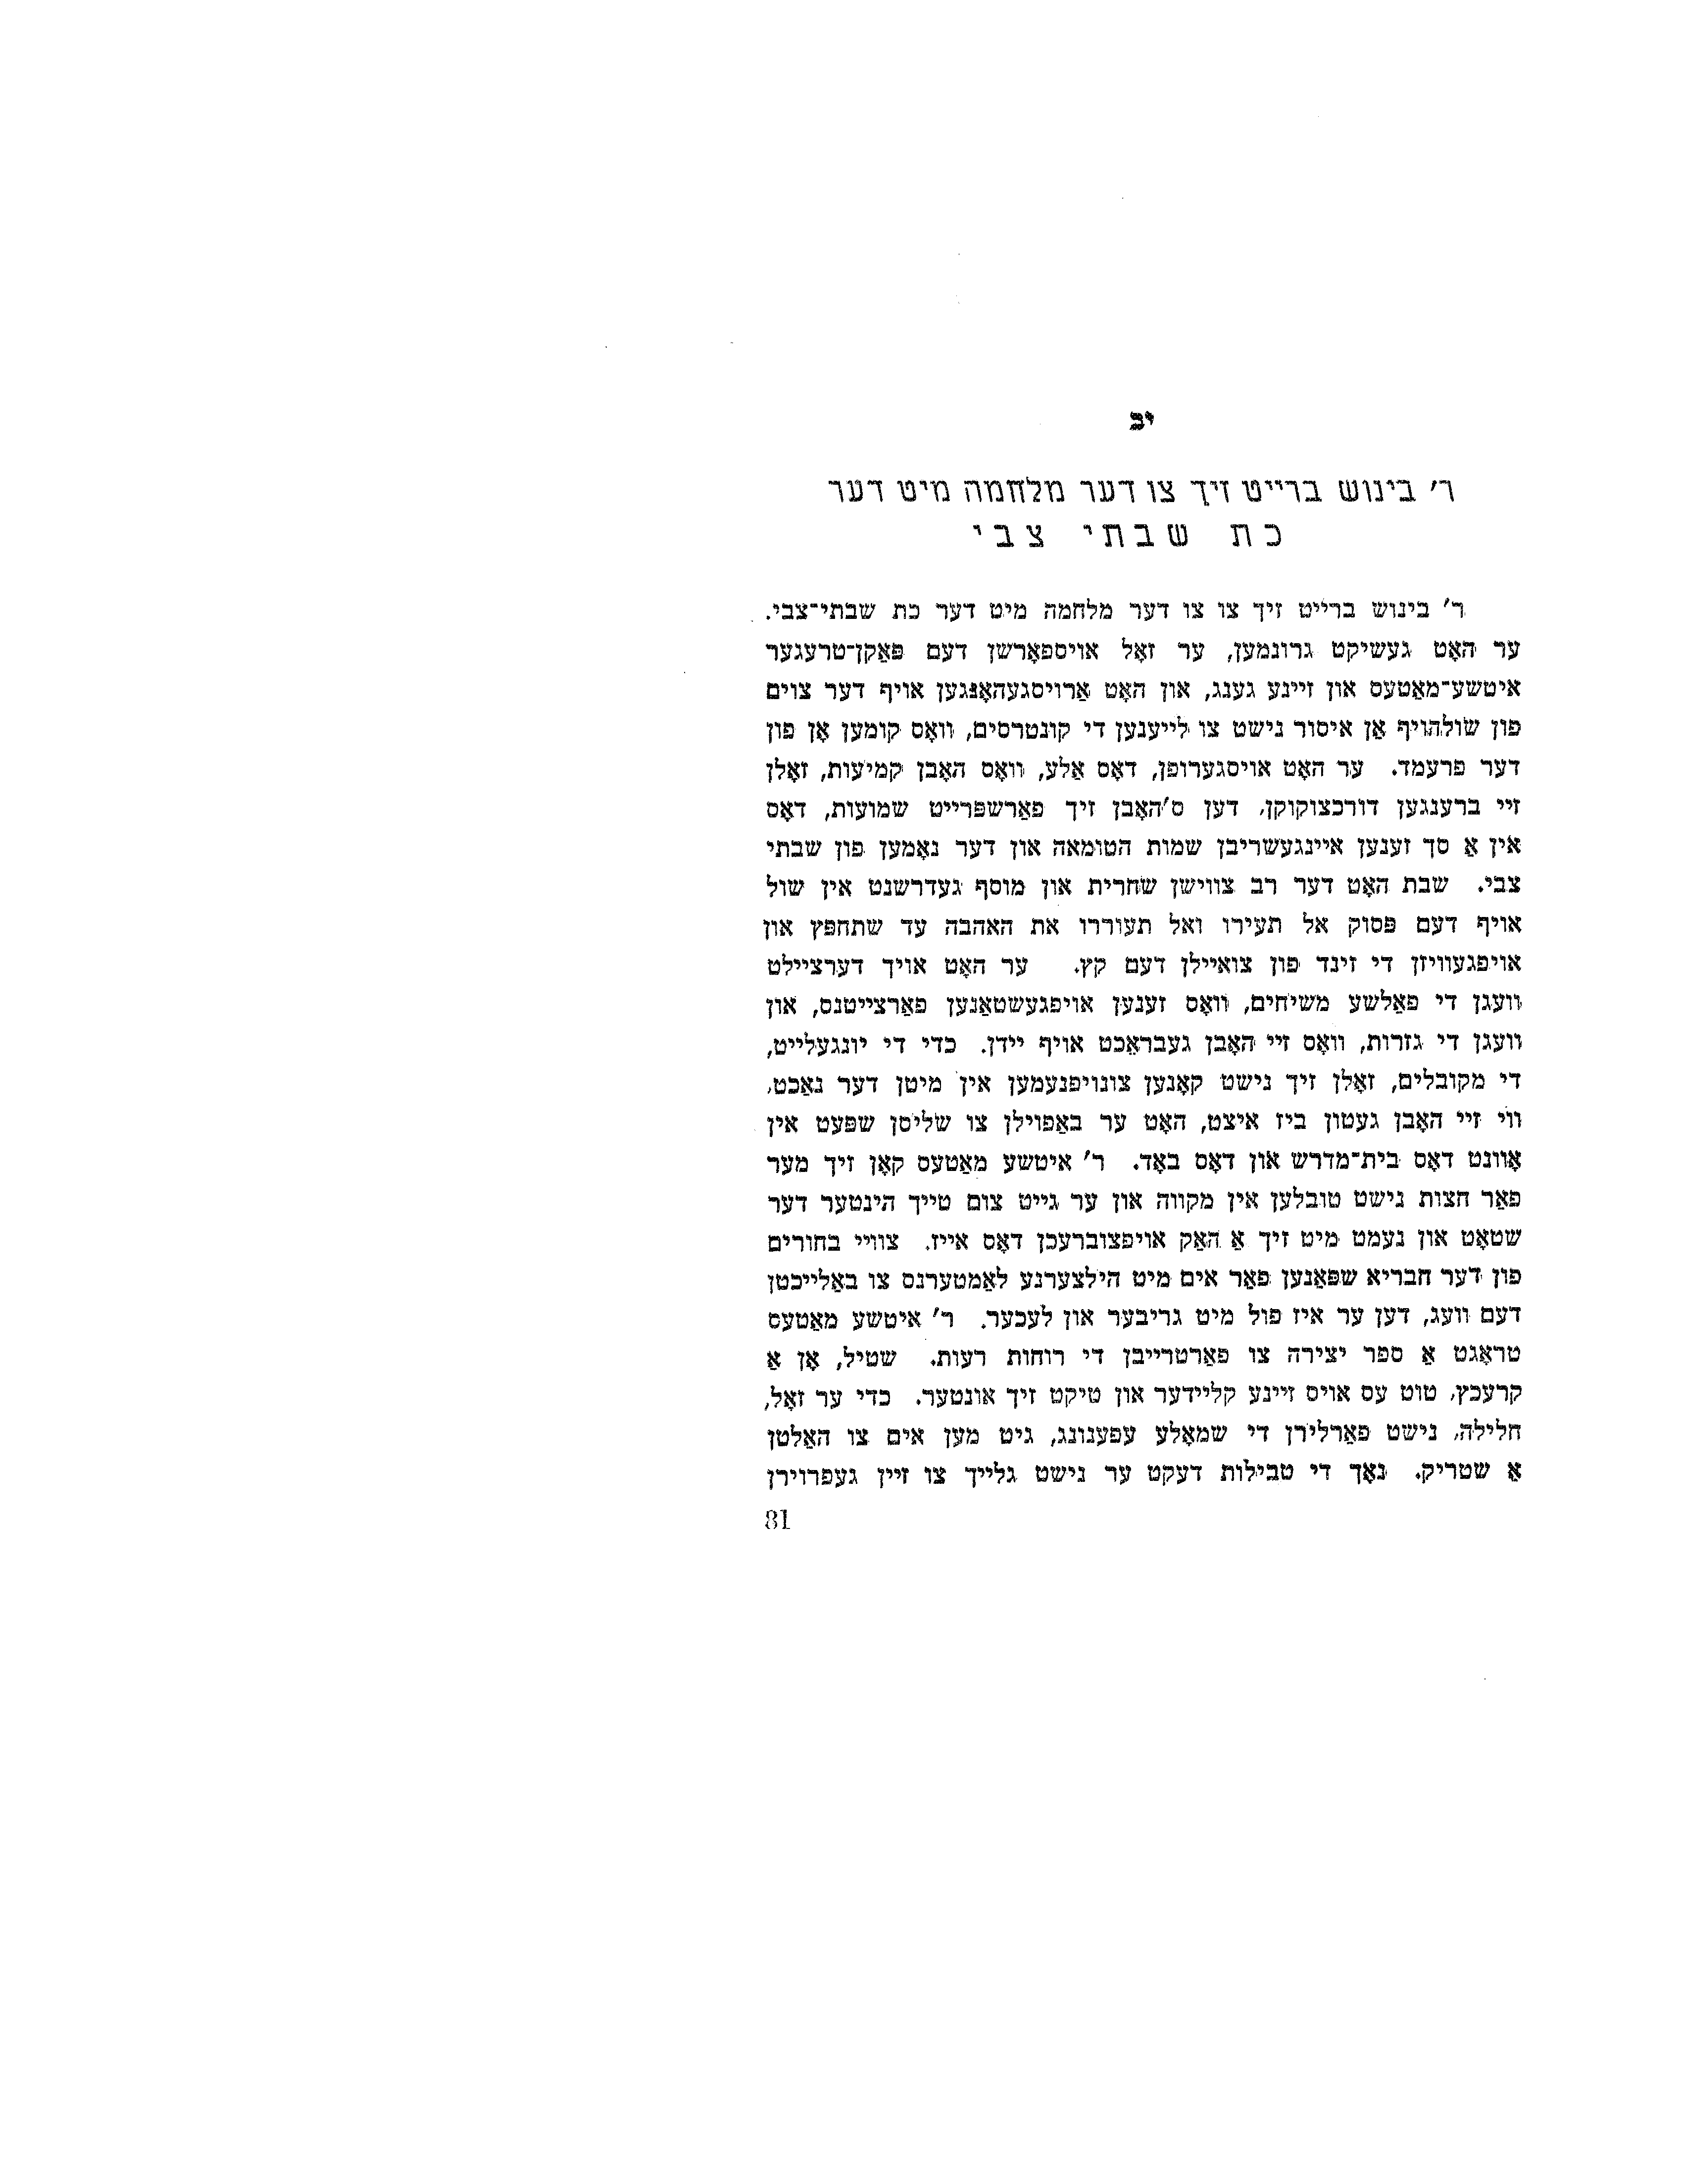 יב
ר' בינוש ברייט זיך צו דער מלחמה מיט דער
כת שבתי צבי
ר' בינוש ברייט זיך צו צו דער מלחמה מיט דער כת שבתי־צבי.
ער האָט געשיקט גרונמען, ער זאָל אויספאָרשן דעם פּאַקן־טרעגער
איטשע־מאַטעס און זיינע גענג, און האָט אַרויסגעהאָנגען אויף דער צוים
פון שולהויף אַן איסור נישט צו לייענען די קונטרסים, וואָס קומען אָן פון
דער פרעמד. ער האָט אויסגערופן, דאָס אַלע, וואָס האָבן קמיעות, זאָלן
זיי ברענגען דורכצוקוקן, דען ס'האָבן זיך פאַרשפּרייט שמועות, דאָס
אין אַ סך זענען איינגעשריבן שמות הטומאה און דער נאָמען פון שבתי
צבי. שבת האָט דער רב צווישן שחרית און מוסף געדרשנט אין שול
אויף דעם פּסוק אל תעירו ואל תעוררו את האהבה עד שתחפּץ און
אויפגעוויזן די זינד פון צואיילן דעם קץ. ער האָט אויך דערציילט
וועגן די פאַלשע משיחים, וואָס זענען אויפגעשטאַנען פאַרצייטנס, און
וועגן די גזרות, וואָס זיי האָבן געבראַכט אויף יידן. כדי די יונגעלייט,
די מקובלים, זאָלן זיך נישט קאָנען צונויפנעמען אין מיטן דער נאַכט,
ווי זיי האָבן געטון ביז איצט, האָט ער באַפוילן צו שליסן שפּעט אין
אָוונט דאָס בית־מדרש און דאָס באָד. ר' איטשע מאַטעס קאָן זיך מער
פאַר חצות נישט טובלען אין מקווה און ער גייט צום טייך הינטער דער
שטאָט און נעמט מיט זיך אַ האַק אויפצוברעכן דאָס אייז. צוויי בחורים
פון דער חבריא שפּאַנען פאַר אים מיט הילצערנע לאַמטערנס צו באַלייכטן
דעם וועג, דען ער איז פול מיט גריבער און לעכער. ר' איטשע מאַטעס
טראָגט אַ ספר יצירה צו פאַרטרייבן די רוחות רעות. שטיל, אָן אַ
קרעכץ, טוט עס אויס זיינע קליידער און טיקט זיך אונטער. כדי ער זאָל,
חלילה, נישט פאַרלירן די שמאָלע עפענונג, גיט מען אים צו האַלטן
אַ שטריק. נאָך די טבילות דעקט ער נישט גלייך צו זיין געפרוירן
81